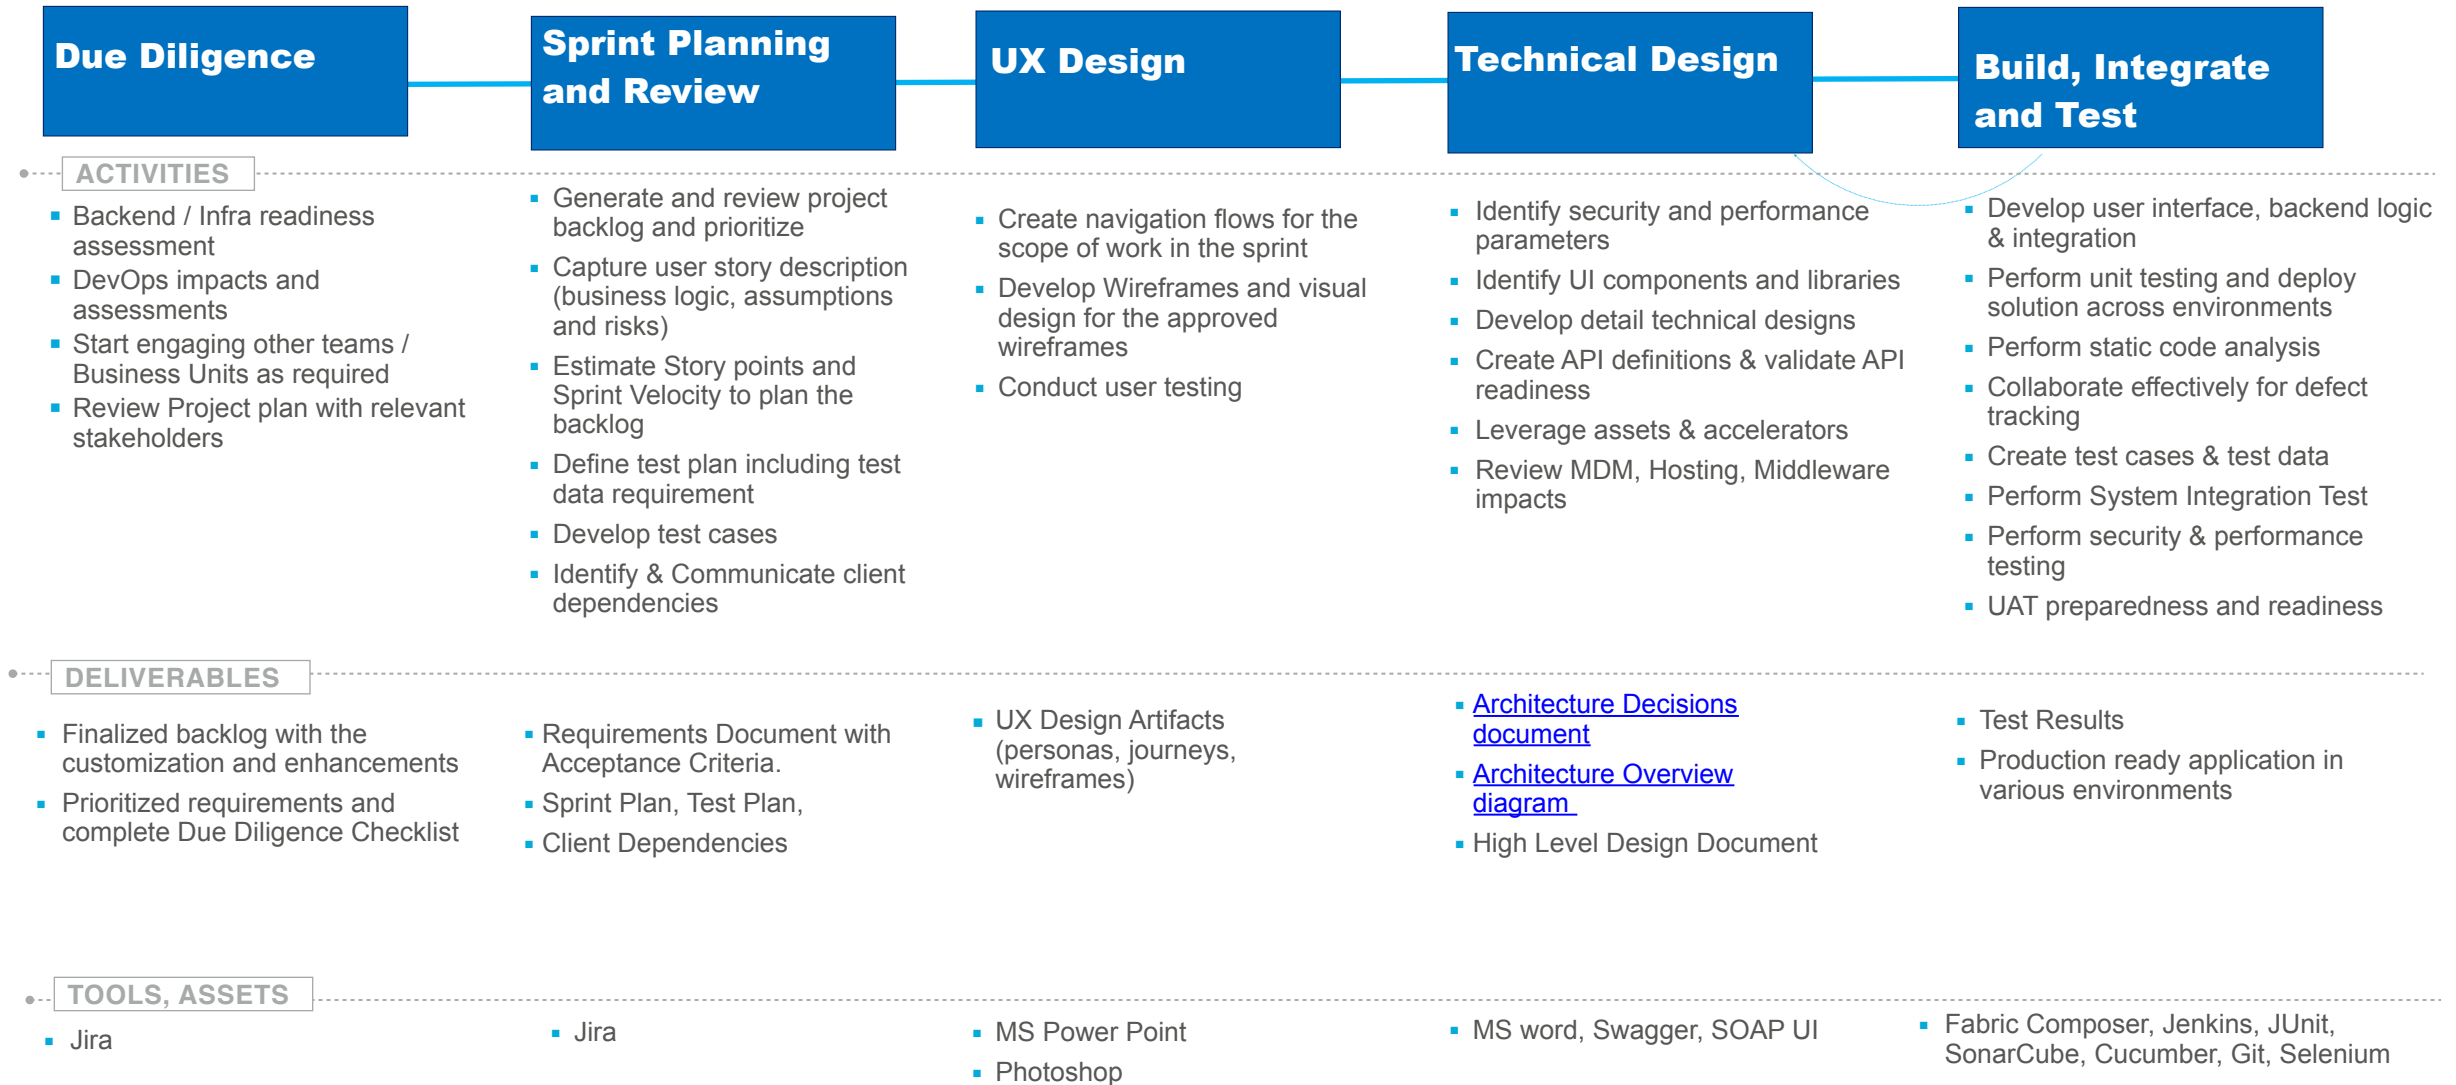 Due Diligence
Sprint Planning
and Review
UX Design
Technical Design
Build, Integrate
and Test
ACTIVITIES
Backend / Infra readiness
assessment
DevOps impacts and
assessments
Start engaging other teams /
Business Units as required
Review Project plan with relevant
stakeholders
Generate and review project
backlog and prioritize
Capture user story description
(business logic, assumptions
and risks)
Estimate Story points and
Sprint Velocity to plan the
backlog
Define test plan including test
data requirement
Develop test cases
Identify & Communicate client
dependencies
Create navigation flows for the
scope of work in the sprint
Develop Wireframes and visual
design for the approved
wireframes
Conduct user testing
Identify security and performance
parameters
Identify UI components and libraries
Develop detail technical designs
Create API definitions & validate API
readiness
Leverage assets & accelerators
Review MDM, Hosting, Middleware
impacts
Develop user interface, backend logic
& integration
Perform unit testing and deploy
solution across environments
Perform static code analysis
Collaborate effectively for defect
tracking
Create test cases & test data
Perform System Integration Test
Perform security & performance
testing
UAT preparedness and readiness
DELIVERABLES
Finalized backlog with the
customization and enhancements
Prioritized requirements and
complete Due Diligence Checklist
Requirements Document with
Acceptance Criteria.
Sprint Plan, Test Plan,
Client Dependencies
UX Design Artifacts
(personas, journeys,
wireframes)
Architecture Decisions
document
Architecture Overview
diagram
High Level Design Document
Test Results
Production ready application in
various environments
TOOLS, ASSETS
Jira
Jira
MS Power Point
Photoshop
MS word, Swagger, SOAP UI
Fabric Composer, Jenkins, JUnit,
SonarCube, Cucumber, Git, Selenium